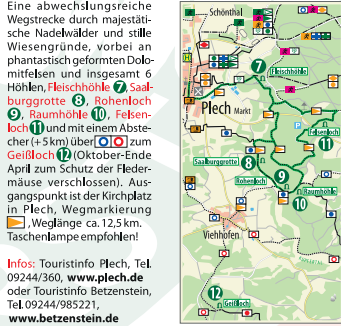 Eine abwechslungsreiche
Wegstrecke durch majestäti-
sche Nadelwälder und stille
Wiesengründe, vorbei an
phantastisch geformten Dolo-
mitfelsen und insgesamt 6
Höhlen, Fleischhöhle 7, Saal-
burggrotte 8, Rohenloch
9, Raumhöhle 10, Felsen-
loch 11 und mit einem Abste-
cher (+ 5 km) über zum
Geißloch 12 (Oktober-Ende
April zum Schutz der Fleder-
mäuse verschlossen). Aus-
gangspunkt ist der Kirchplatz
in Plech, Wegmarkierung
, Weglänge ca. 12,5 km.
Taschenlampe empfohlen!
Infos: Touristinfo Plech, Tel.
09244/360, www.plech.de
oder Touristinfo Betzenstein,
Tel. 09244/985221,
www.betzenstein.de
Schönthal
7
Fleischhöhle
Plech Markt
Felsenloch
11
Saalburggrotte 8
Rohenloch
9
Raumhöhle
10
Viehhofen
12
Geißloch